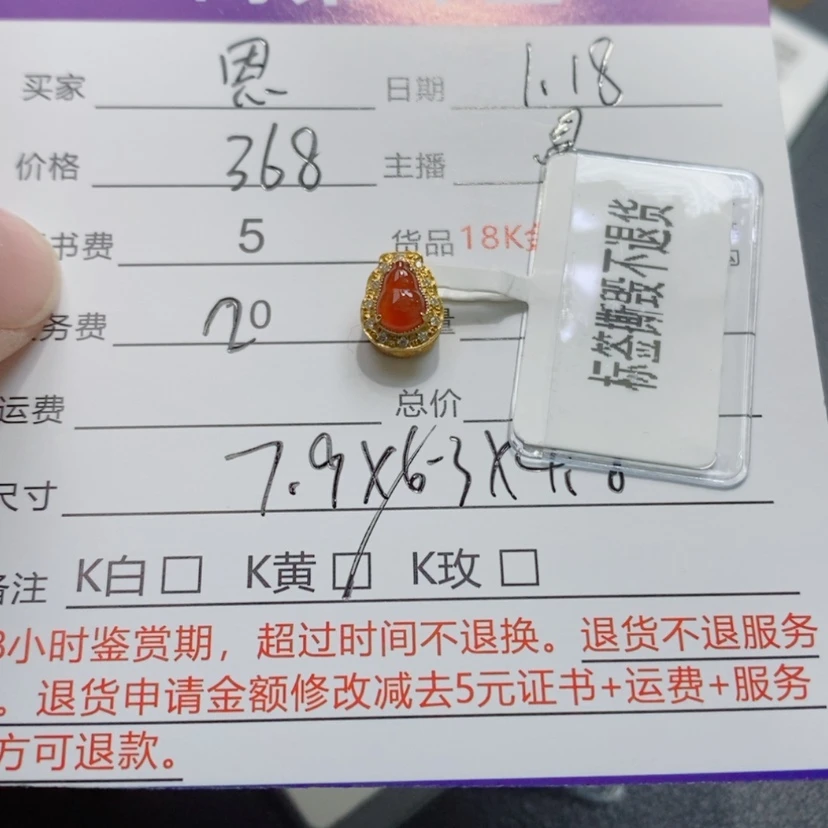 买家 恩 日期 1.18
价格 368 主播
书费 5 货品 18K
务费 20 量
运费 总价
尺寸 7.9X6.3X4.8
备注 K白□ K黄□ K玫□
8小时鉴赏期，超过时间不退换。退货不退服务
。退货申请金额修改减去5元证书+运费+服务
方可退款。
标签撕毁不退货